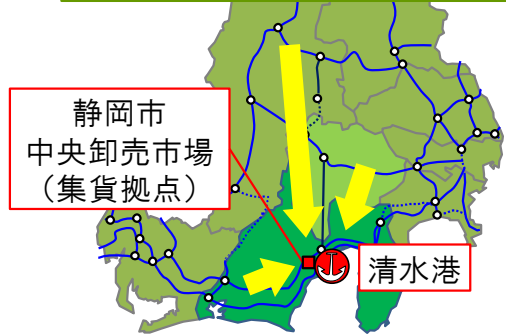 静岡市
中央卸売市場
（集貨拠点）
清水港